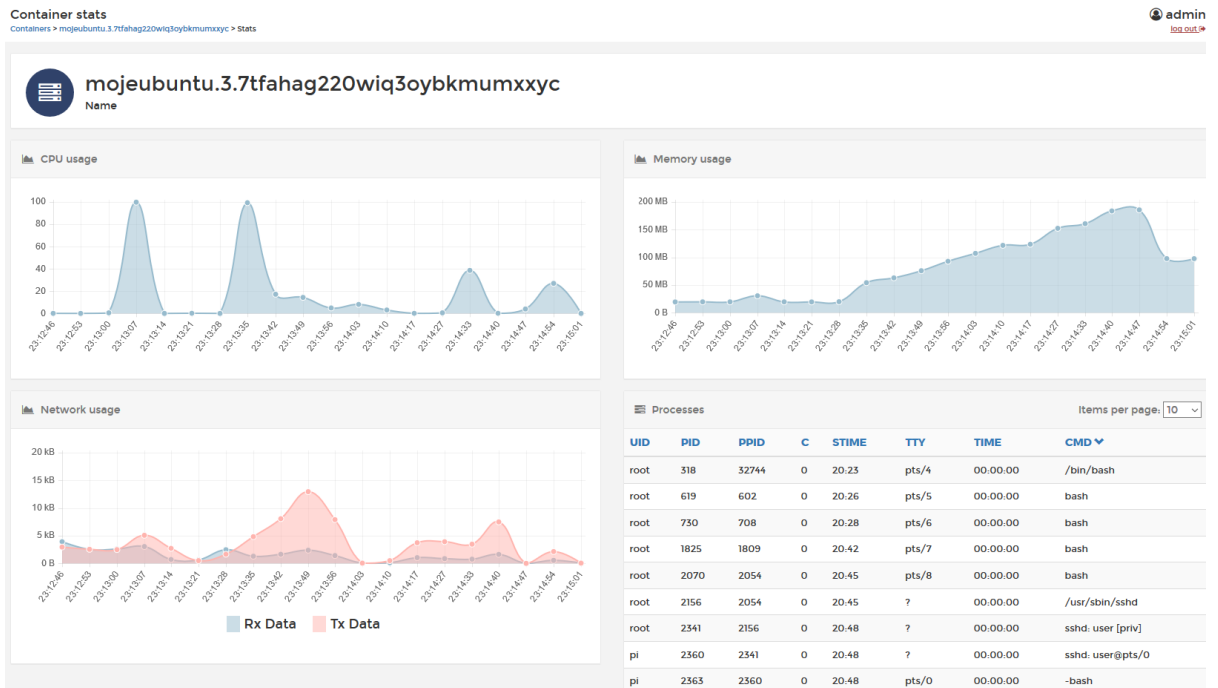 Container stats
Containers > mojeubuntu.3.7tfahag220wiq3oybkmumxxyc > Stats
admin
log out
mojeubuntu.3.7tfahag220wiq3oybkmumxxyc
Name
CPU usage
100
80
60
40
20
0
23:12:46 23:12:53 23:13:00 23:13:07 23:13:14 23:13:21 23:13:28 23:13:35 23:13:42 23:13:49 23:13:56 23:14:03 23:14:10 23:14:17 23:14:27 23:14:33 23:14:40 23:14:47 23:14:54 23:15:01
Memory usage
200 MB
150 MB
100 MB
50 MB
0 B
23:12:46 23:12:53 23:13:00 23:13:07 23:13:14 23:13:21 23:13:28 23:13:35 23:13:42 23:13:49 23:13:56 23:14:03 23:14:10 23:14:17 23:14:27 23:14:33 23:14:40 23:14:47 23:14:54 23:15:01
Network usage
20 kB
15 kB
10 kB
5 kB
0 B
23:12:46 23:12:53 23:13:00 23:13:07 23:13:14 23:13:21 23:13:28 23:13:35 23:13:42 23:13:49 23:13:56 23:14:03 23:14:10 23:14:17 23:14:27 23:14:33 23:14:40 23:14:47 23:14:54 23:15:01
Rx Data Tx Data
Processes Items per page: 10
UID PID PPID C STIME TTY TIME CMD
root 318 32744 0 20:23 pts/4 00:00:00 /bin/bash
root 619 602 0 20:26 pts/5 00:00:00 bash
root 730 708 0 20:28 pts/6 00:00:00 bash
root 1825 1809 0 20:42 pts/7 00:00:00 bash
root 2070 2054 0 20:45 pts/8 00:00:00 bash
root 2156 2054 0 20:45 ? 00:00:00 /usr/sbin/sshd
root 2341 2156 0 20:48 ? 00:00:00 sshd: user [priv]
pi 2360 2341 0 20:48 ? 00:00:00 sshd: user@pts/0
pi 2363 2360 0 20:48 pts/0 00:00:00 -bash